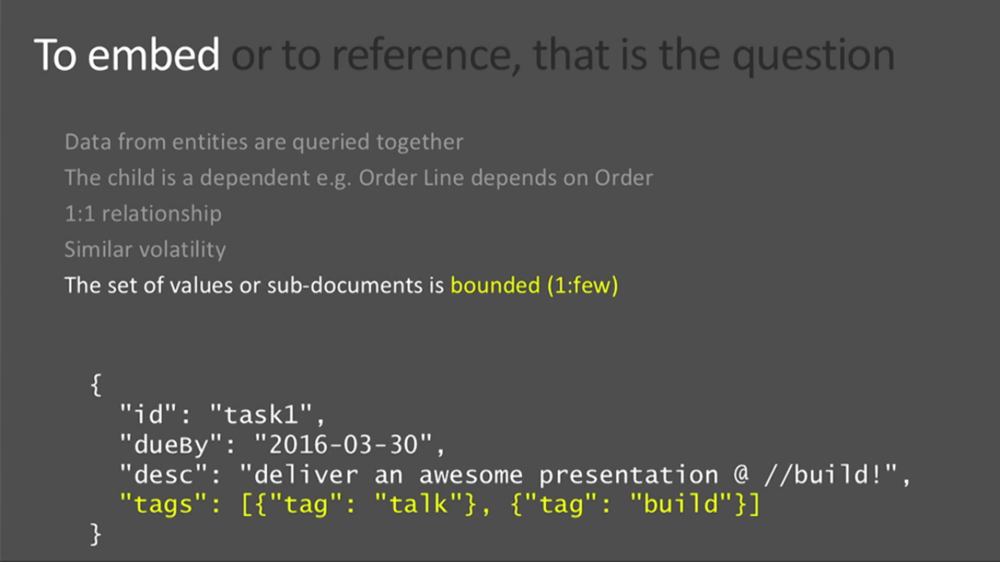 To embed or to reference, that is the question
Data from entities are queried together
The child is a dependent e.g. Order Line depends on Order
1:1 relationship
Similar volatility
The set of values or sub-documents is bounded (1:few)
{
"id": "task1",
"dueBy": "2016-03-30",
"desc": "deliver an awesome presentation @ //build!",
"tags": [{"tag": "talk"}, {"tag": "build"}]
}